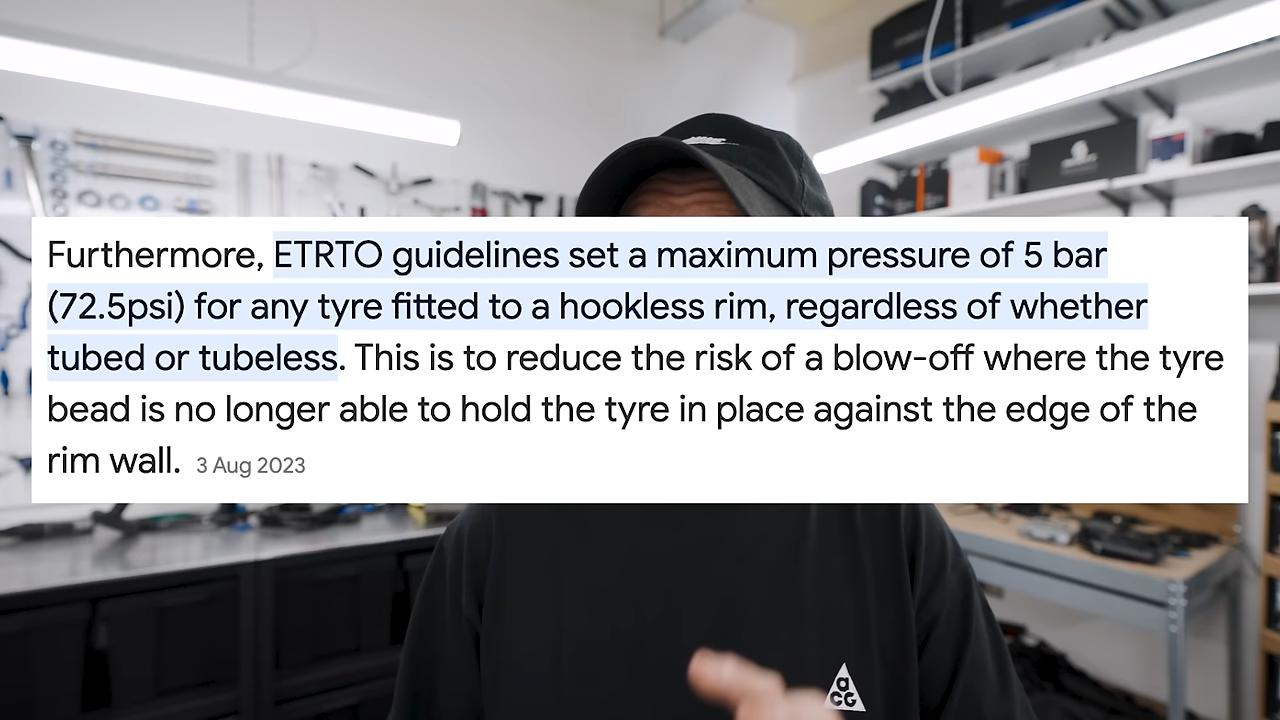 Furthermore, ETRTO guidelines set a maximum pressure of 5 bar
(72.5psi) for any tyre fitted to a hookless rim, regardless of whether
tubed or tubeless. This is to reduce the risk of a blow-off where the tyre
bead is no longer able to hold the tyre in place against the edge of the
rim wall. 3 Aug 2023
acG